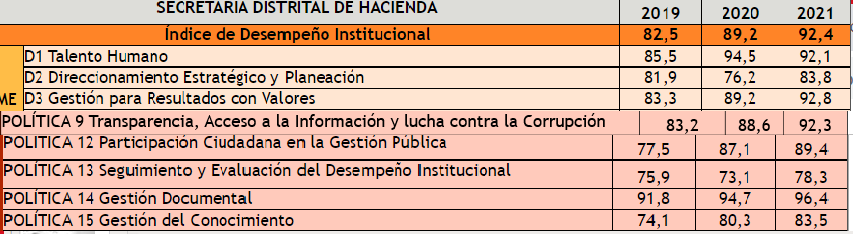 SECRETARIA DISTRITAL DE HACIENDA 2019 2020 2021
Índice de Desempeño Institucional 82,5 89,2 92,4
D1 Talento Humano 85,5 94,5 92,1
D2 Direccionamiento Estratégico y Planeación 81,9 76,2 83,8
ME D3 Gestión para Resultados con Valores 83,3 89,2 92,8
POLÍTICA 9 Transparencia, Acceso a la Información y lucha contra la Corrupción 83,2 88,6 92,3
POLÍTICA 12 Participación Ciudadana en la Gestión Pública 77,5 87,1 89,4
POLÍTICA 13 Seguimiento y Evaluación del Desempeño Institucional 75,9 73,1 78,3
POLÍTICA 14 Gestión Documental 91,8 94,7 96,4
POLÍTICA 15 Gestión del Conocimiento 74,1 80,3 83,5